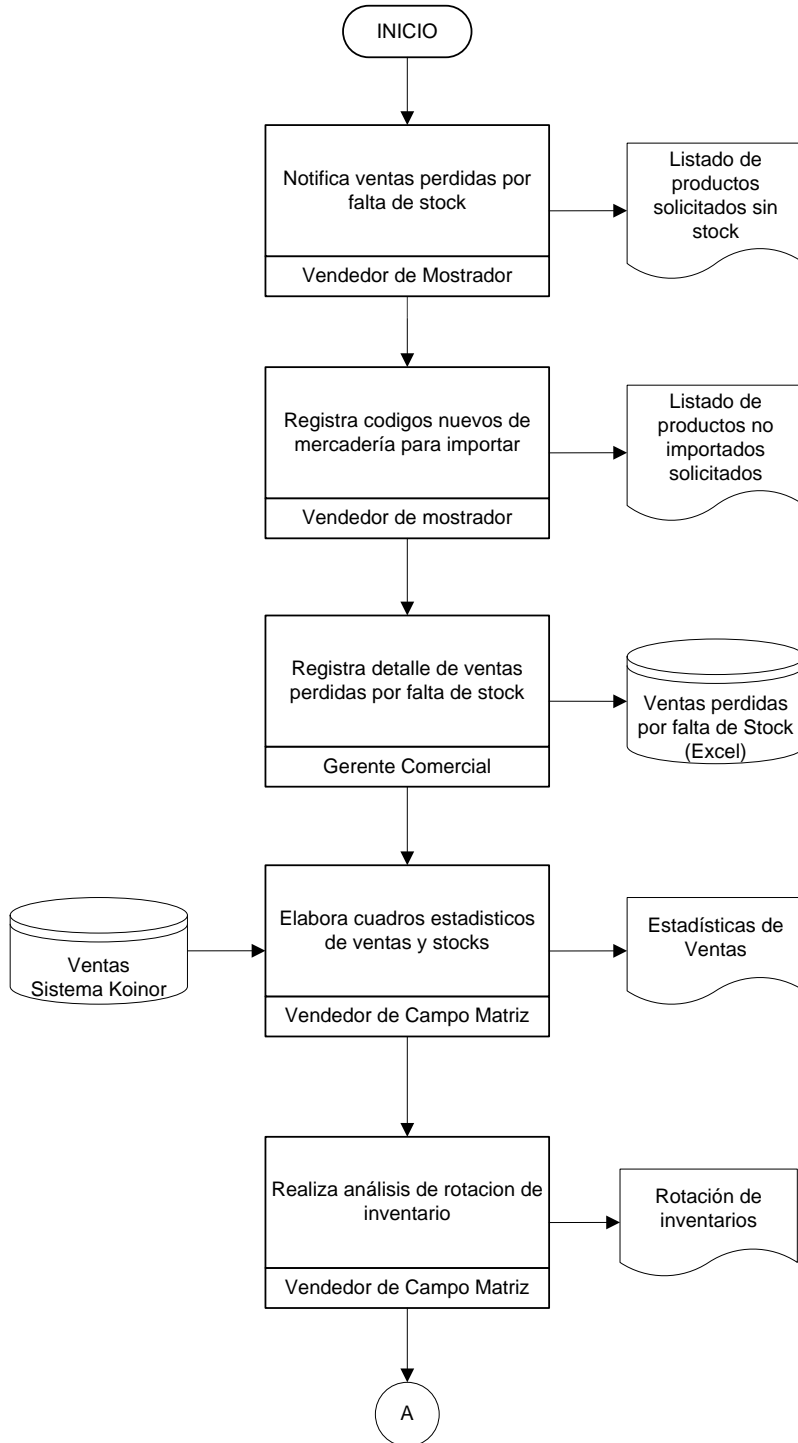 INICIO
Notifica ventas perdidas por
falta de stock
Vendedor de Mostrador
Listado de
productos
solicitados sin
stock
Registra codigos nuevos de
mercadería para importar
Vendedor de mostrador
Listado de
productos no
importados
solicitados
Registra detalle de ventas
perdidas por falta de stock
Gerente Comercial
Ventas perdidas
por falta de Stock
(Excel)
Ventas
Sistema Koinor
Elabora cuadros estadisticos
de ventas y stocks
Vendedor de Campo Matriz
Estadísticas de
Ventas
Realiza análisis de rotacion de
inventario
Vendedor de Campo Matriz
Rotación de
inventarios
A